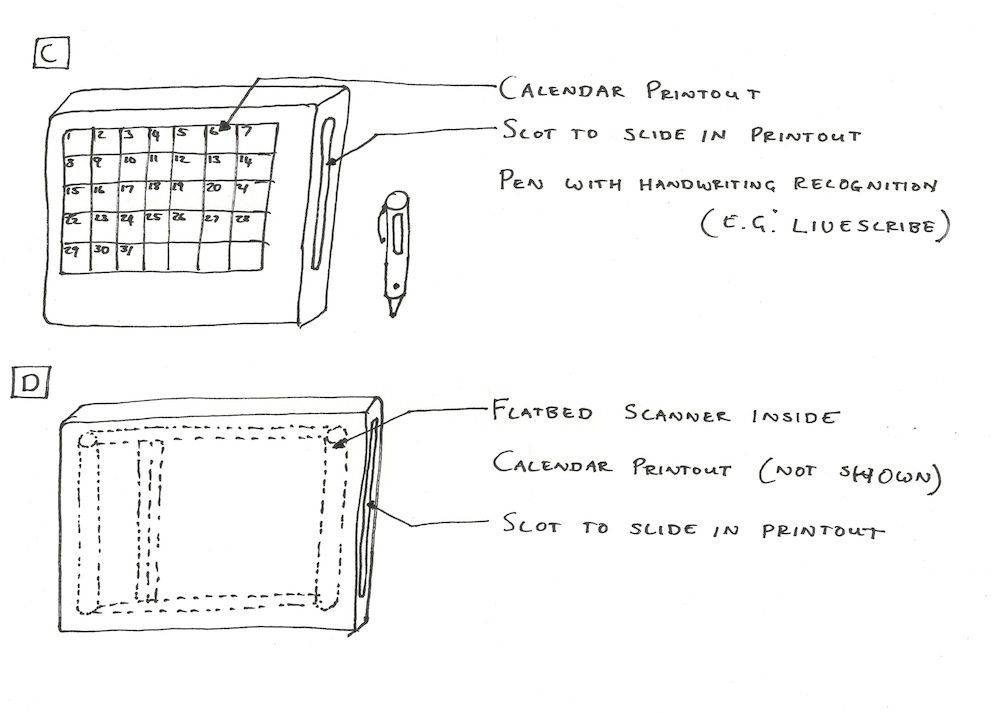 C
CALENDAR PRINTOUT
SLOT TO SLIDE IN PRINTOUT
PEN WITH HANDWRITING RECOGNITION
(E.G: LIVESCRIBE)
1 2 3 4 5 6 7
8 9 10 11 12 13 14
15 16 17 18 19 20 21
22 23 24 25 26 27 28
29 30 31
D
FLATBED SCANNER INSIDE
CALENDAR PRINTOUT (NOT SHOWN)
SLOT TO SLIDE IN PRINTOUT